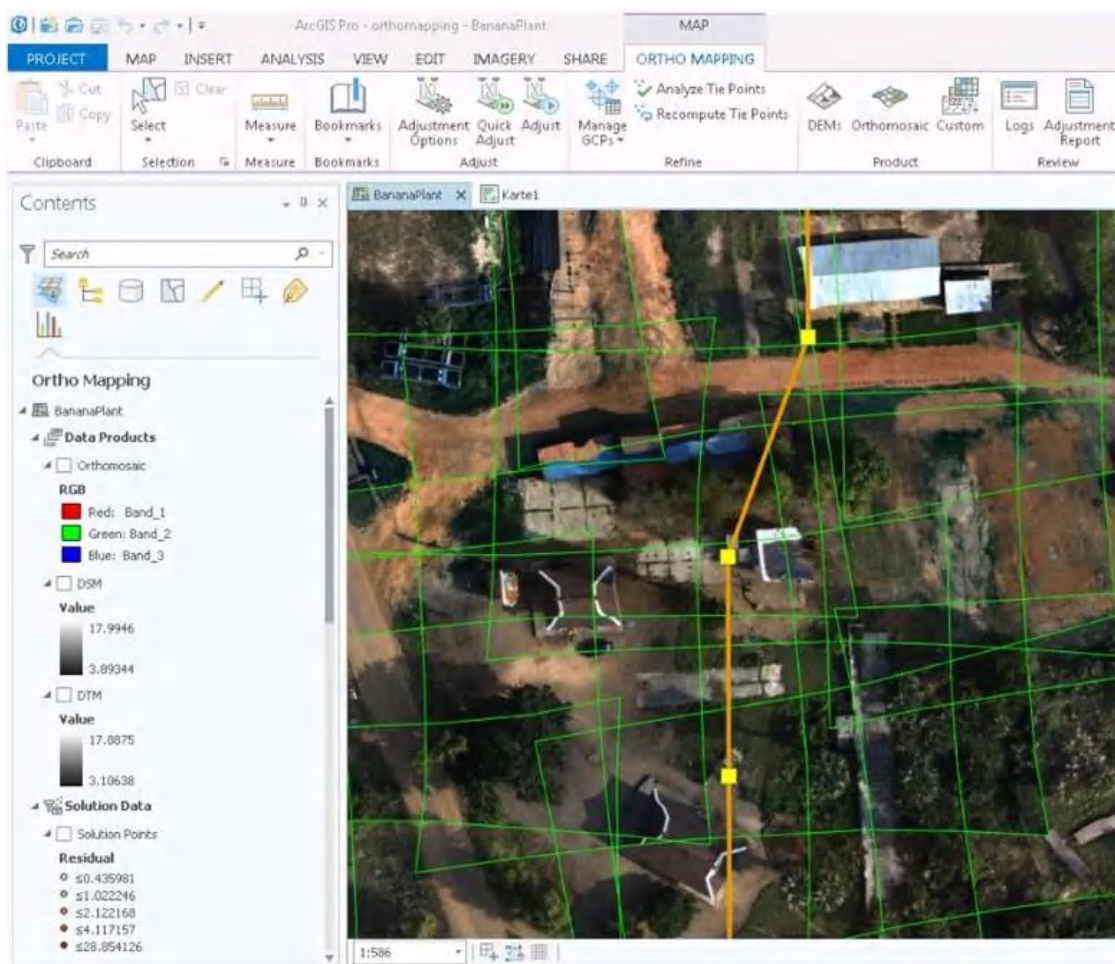 ArcGIS Pro - orthomapping - BananaPlant
MAP
PROJECT MAP INSERT ANALYSIS VIEW EDIT IMAGERY SHARE ORTHO MAPPING
Paste
Cut
Copy
Clipboard
Select
Clear
Selection
Measure
Measure
Bookmarks
Bookmarks
Adjustment Options
Quick Adjust
Adjust
Adjust
Manage GCPs
Analyze Tie Points
Recompute Tie Points
Refine
DEMs
Orthomosaic
Custom
Product
Logs
Adjustment Report
Review
Contents
Search
Ortho Mapping
BananaPlant
Data Products
Orthomosaic
RGB
Red: Band_1
Green: Band_2
Blue: Band_3
DSM
Value
17.9946
3.89344
DTM
Value
17.8875
3.10638
Solution Data
Solution Points
Residual
≤0.435981
≤1.022246
≤2.122168
≤4.117157
≤28.854126
BananaPlant
Karte1
1:586